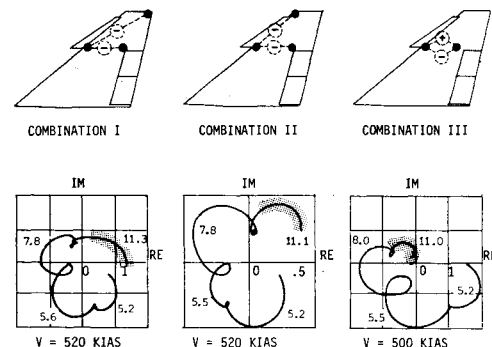 COMBINATION I
COMBINATION II
COMBINATION III
IM
IM
IM
7.8
11.3
RE
0
1
5.6
5.2
7.8
11.1
RE
0
.5
5.5
5.2
8.0
11.0
RE
0
1
5.2
5.5
V = 520 KIAS
V = 520 KIAS
V = 500 KIAS